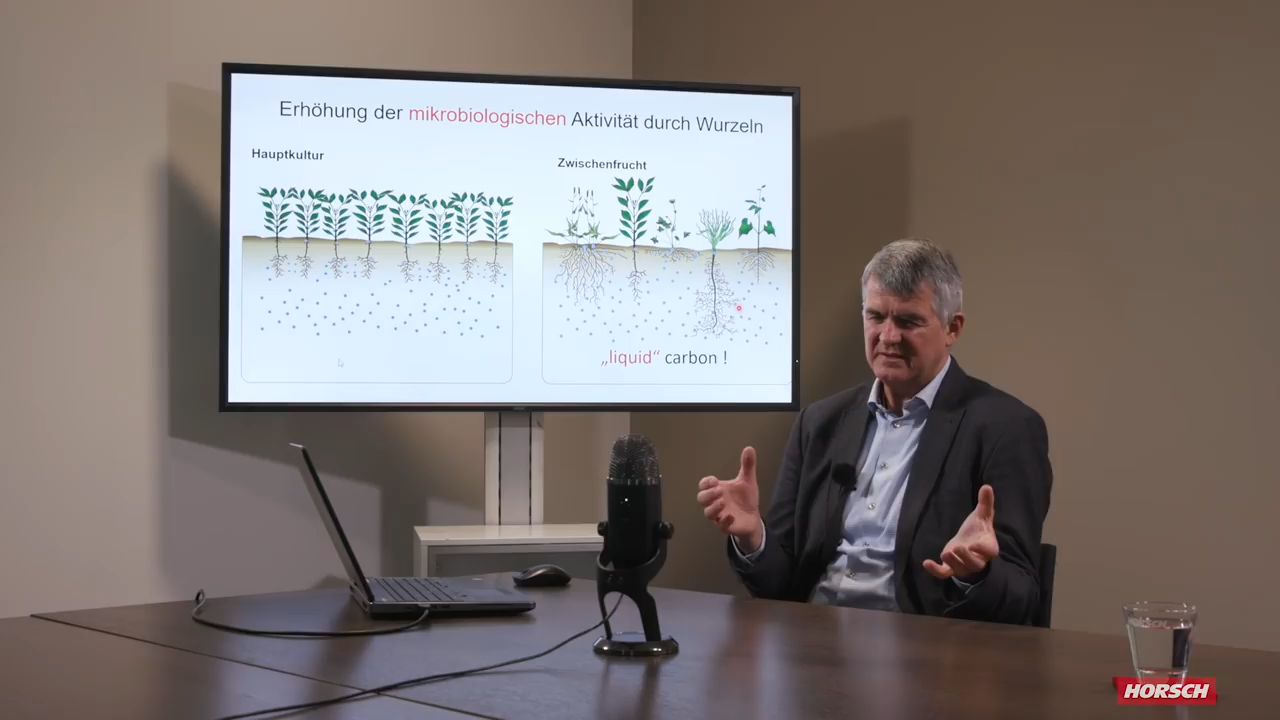 Erhöhung der mikrobiologischen Aktivität durch Wurzeln
Hauptkultur
Zwischenfrucht
„liquid“ carbon !
HORSCH